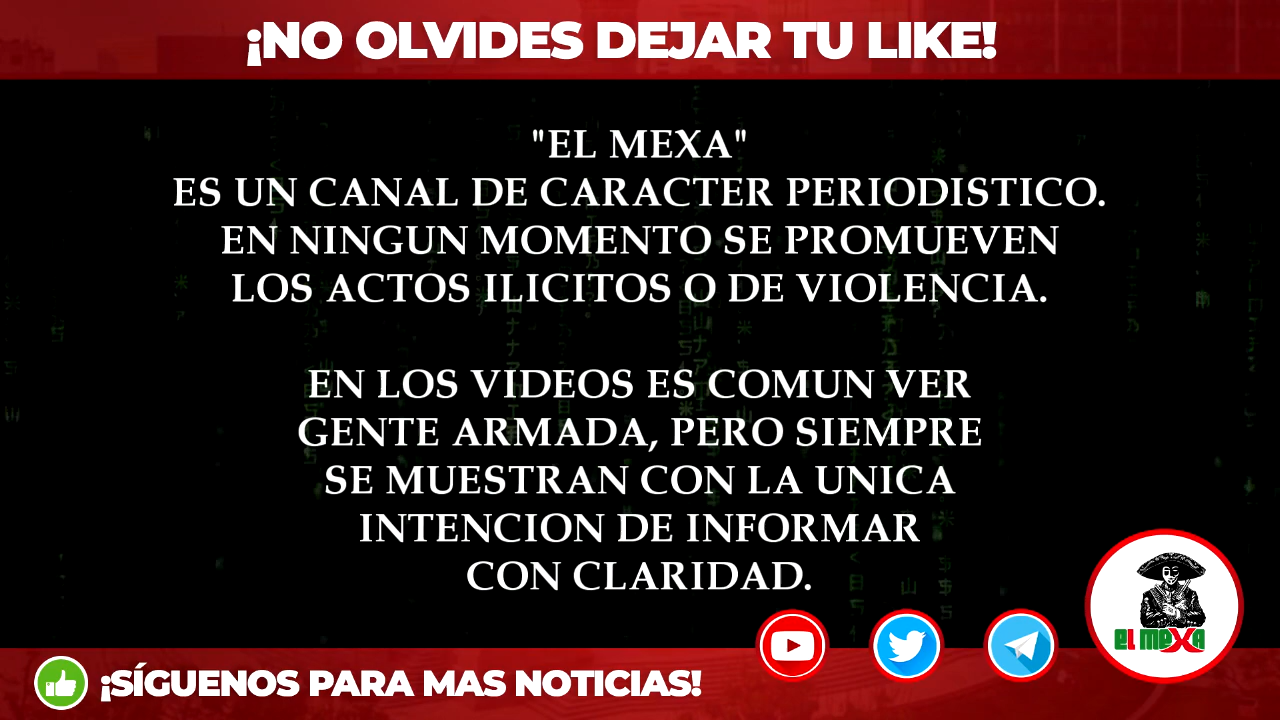 ¡NO OLVIDES DEJAR TU LIKE!
"EL MEXA"
ES UN CANAL DE CARACTER PERIODISTICO.
EN NINGUN MOMENTO SE PROMUEVEN
LOS ACTOS ILICITOS O DE VIOLENCIA.
EN LOS VIDEOS ES COMUN VER
GENTE ARMADA, PERO SIEMPRE
SE MUESTRAN CON LA UNICA
INTENCION DE INFORMAR
CON CLARIDAD.
EL MEXA
¡SÍGUENOS PARA MAS NOTICIAS!